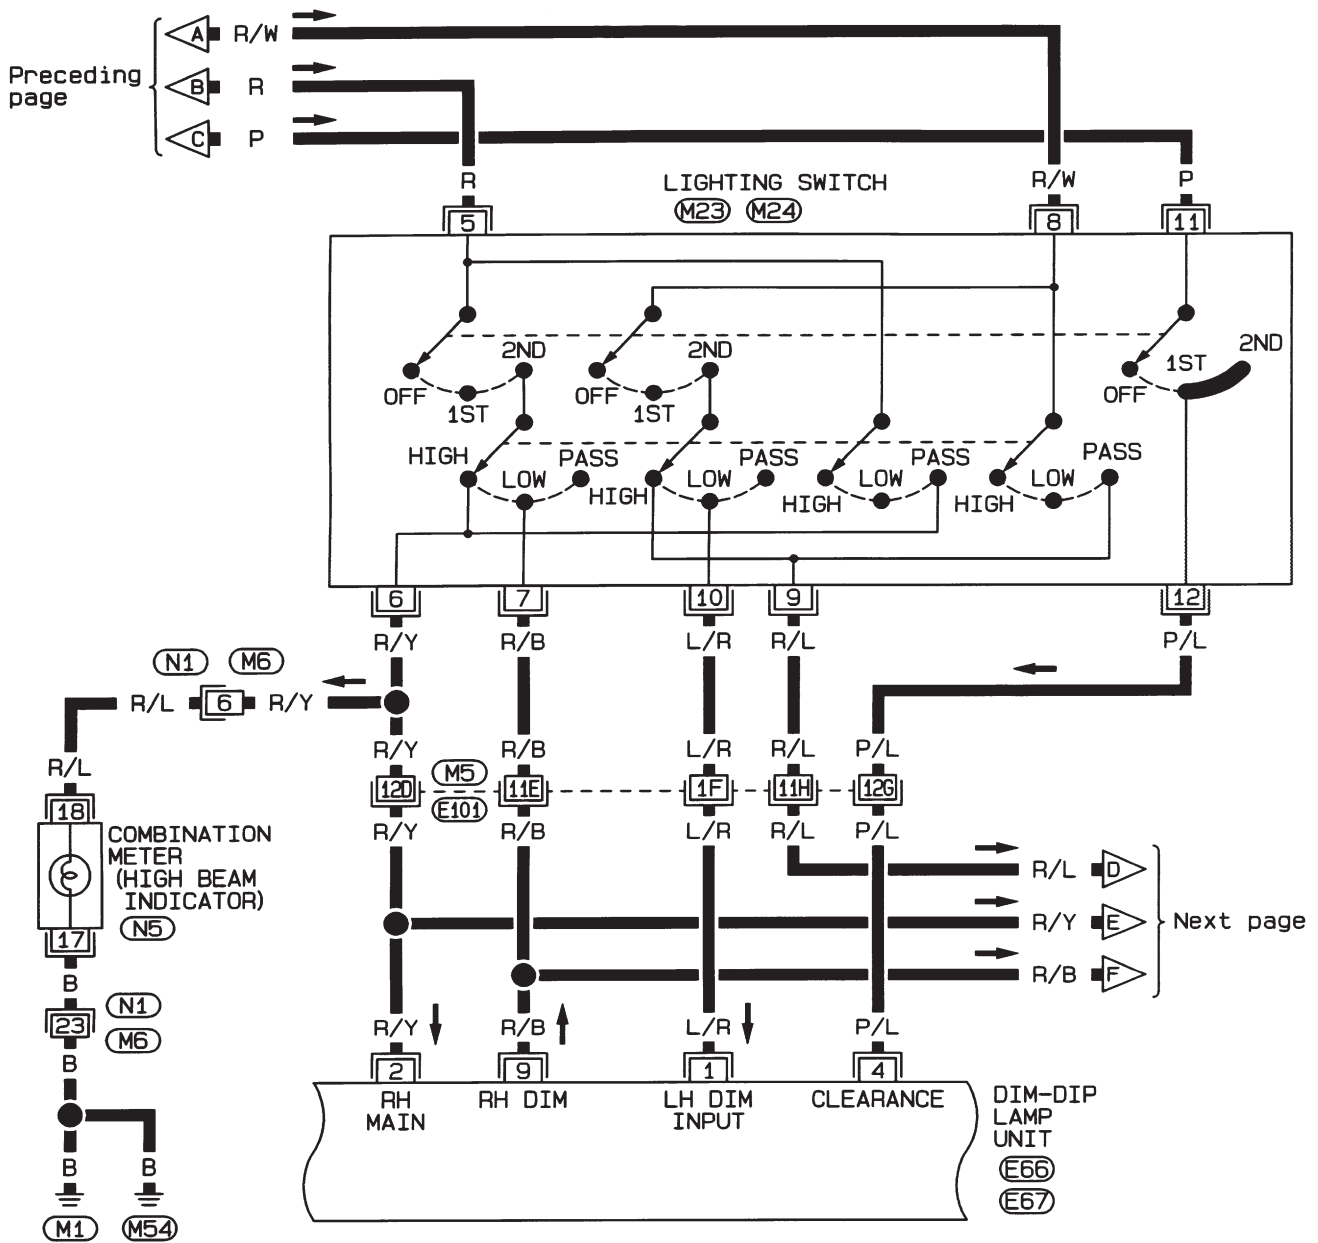 A R/W
Preceding
page
B R
C P
R
LIGHTING SWITCH
M23 M24
R/W
P
5
8
11
2ND
2ND
2ND
1ST
OFF
1ST
OFF
1ST
OFF
HIGH
LOW
PASS
HIGH
LOW
PASS
HIGH
LOW
PASS
HIGH
LOW
PASS
6
7
10
9
12
R/Y
R/B
L/R
R/L
P/L
N1 M6
R/L
6
R/Y
R/Y
R/B
L/R
R/L
P/L
R/L
M5
12D
11E
1F
11H
12G
E101
18
R/Y
R/B
L/R
R/L
P/L
COMBINATION
METER
(HIGH BEAM
INDICATOR)
N5
R/L D
R/Y E
Next page
R/B F
17
B
N1
23
M6
R/Y
R/B
L/R
P/L
B
2
9
1
4
RH
MAIN
RH DIM
LH DIM
INPUT
CLEARANCE
DIM-DIP
LAMP
UNIT
E66
E67
B
B
M1
M54